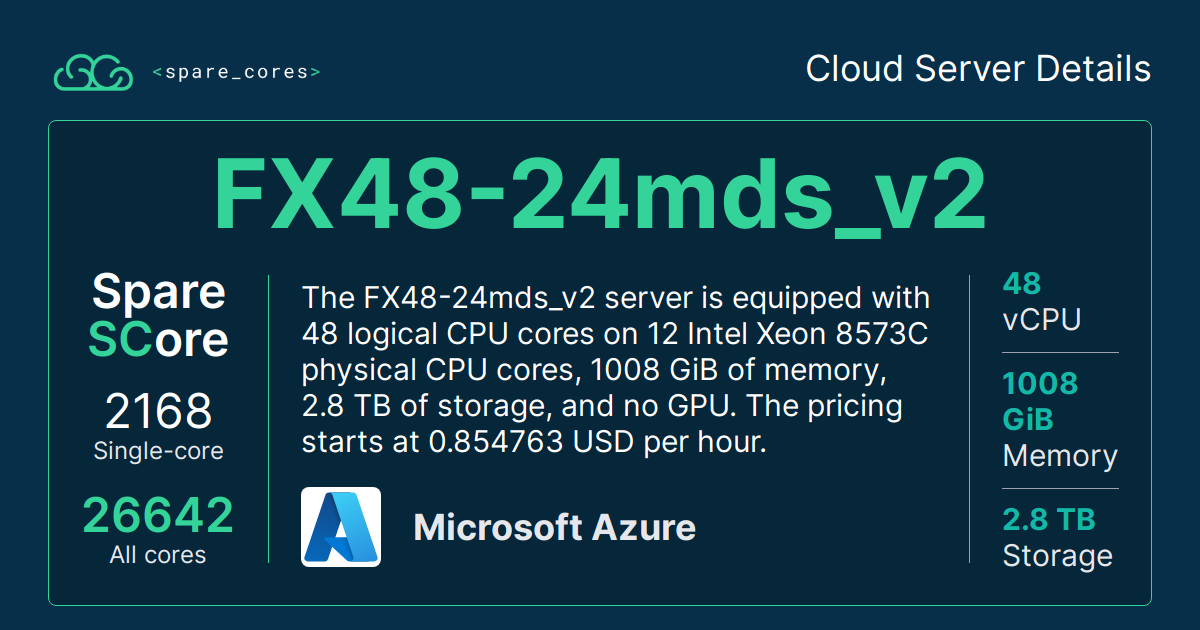 <spare_cores>
Cloud Server Details
FX48-24mds_v2
Spare
SCore
2168
Single-core
26642
All cores
The FX48-24mds_v2 server is equipped with
48 logical CPU cores on 12 Intel Xeon 8573C
physical CPU cores, 1008 GiB of memory,
2.8 TB of storage, and no GPU. The pricing
starts at 0.854763 USD per hour.
Microsoft Azure
48
vCPU
1008
GiB
Memory
2.8 TB
Storage